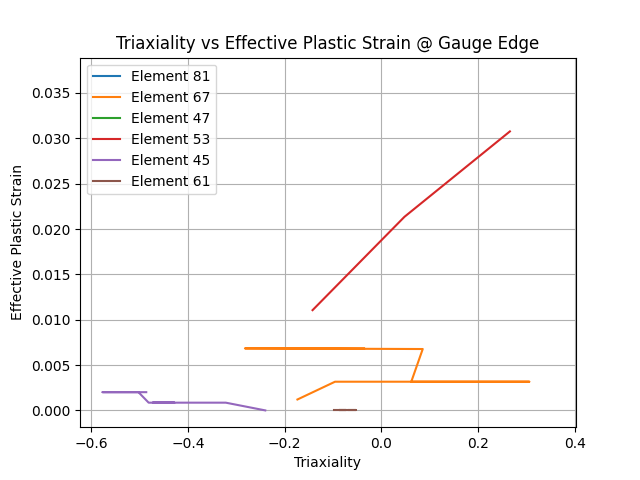 Triaxiality vs Effective Plastic Strain @ Gauge Edge
Element 81
Element 67
Element 47
Element 53
Element 45
Element 61
0.035
0.030
0.025
0.020
0.015
0.010
0.005
0.000
Effective Plastic Strain
−0.6 −0.4 −0.2 0.0 0.2 0.4
Triaxiality